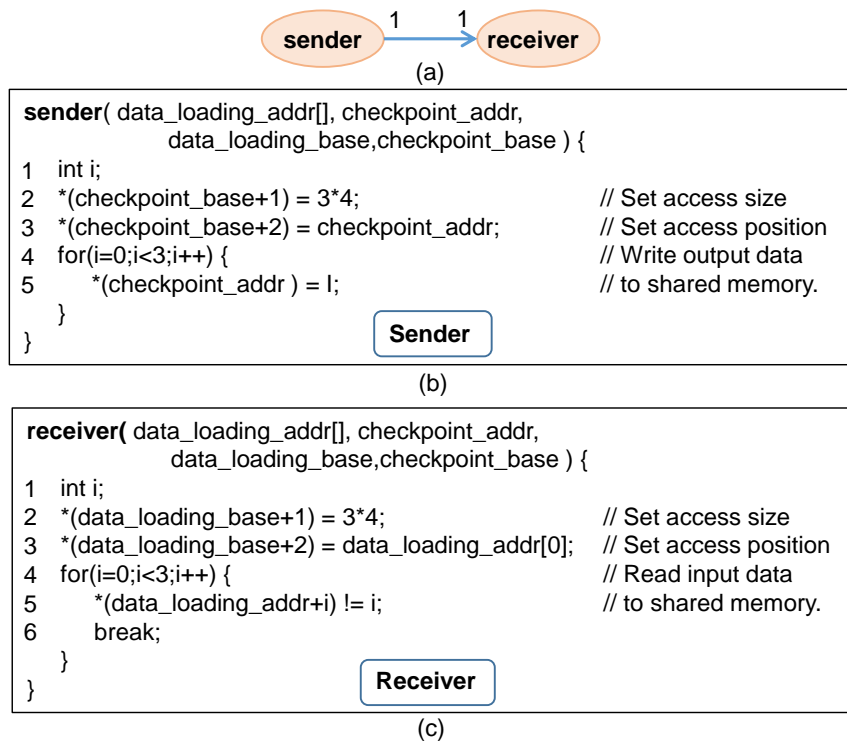 1 1
sender receiver
(a)
sender( data_loading_addr[], checkpoint_addr,
data_loading_base,checkpoint_base ) {
1 int i;
2 *(checkpoint_base+1) = 3*4; // Set access size
3 *(checkpoint_base+2) = checkpoint_addr; // Set access position
4 for(i=0;i<3;i++) { // Write output data
5 *(checkpoint_addr ) = I; // to shared memory.
}
}
Sender
(b)
receiver( data_loading_addr[], checkpoint_addr,
data_loading_base,checkpoint_base ) {
1 int i;
2 *(data_loading_base+1) = 3*4; // Set access size
3 *(data_loading_base+2) = data_loading_addr[0]; // Set access position
4 for(i=0;i<3;i++) { // Read input data
5 *(data_loading_addr+i) != i; // to shared memory.
6 break;
}
}
Receiver
(c)